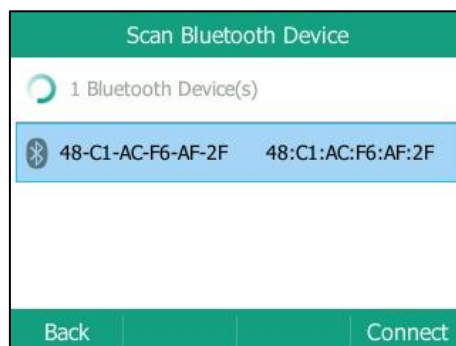 Scan Bluetooth Device
1 Bluetooth Device(s)
48-C1-AC-F6-AF-2F 48:C1:AC:F6:AF:2F
Back Connect